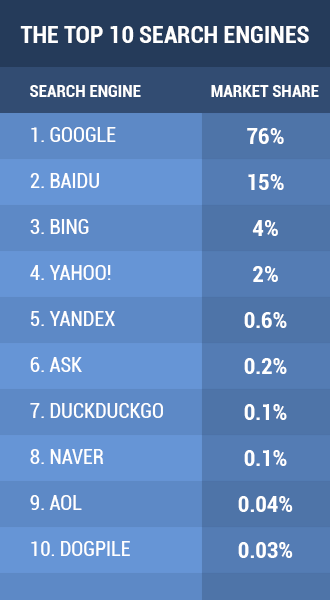 THE TOP 10 SEARCH ENGINES
SEARCH ENGINE MARKET SHARE
1. GOOGLE 76%
2. BAIDU 15%
3. BING 4%
4. YAHOO! 2%
5. YANDEX 0.6%
6. ASK 0.2%
7. DUCKDUCKGO 0.1%
8. NAVER 0.1%
9. AOL 0.04%
10. DOGPILE 0.03%